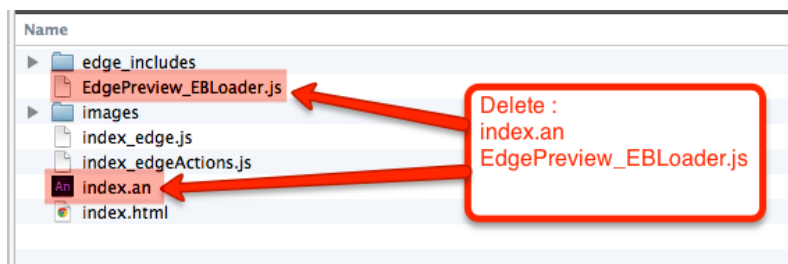 Name
edge_includes
EdgePreview_EBLoader.js
images
index_edge.js
index_edgeActions.js
An index.an
index.html
Delete :
index.an
EdgePreview_EBLoader.js